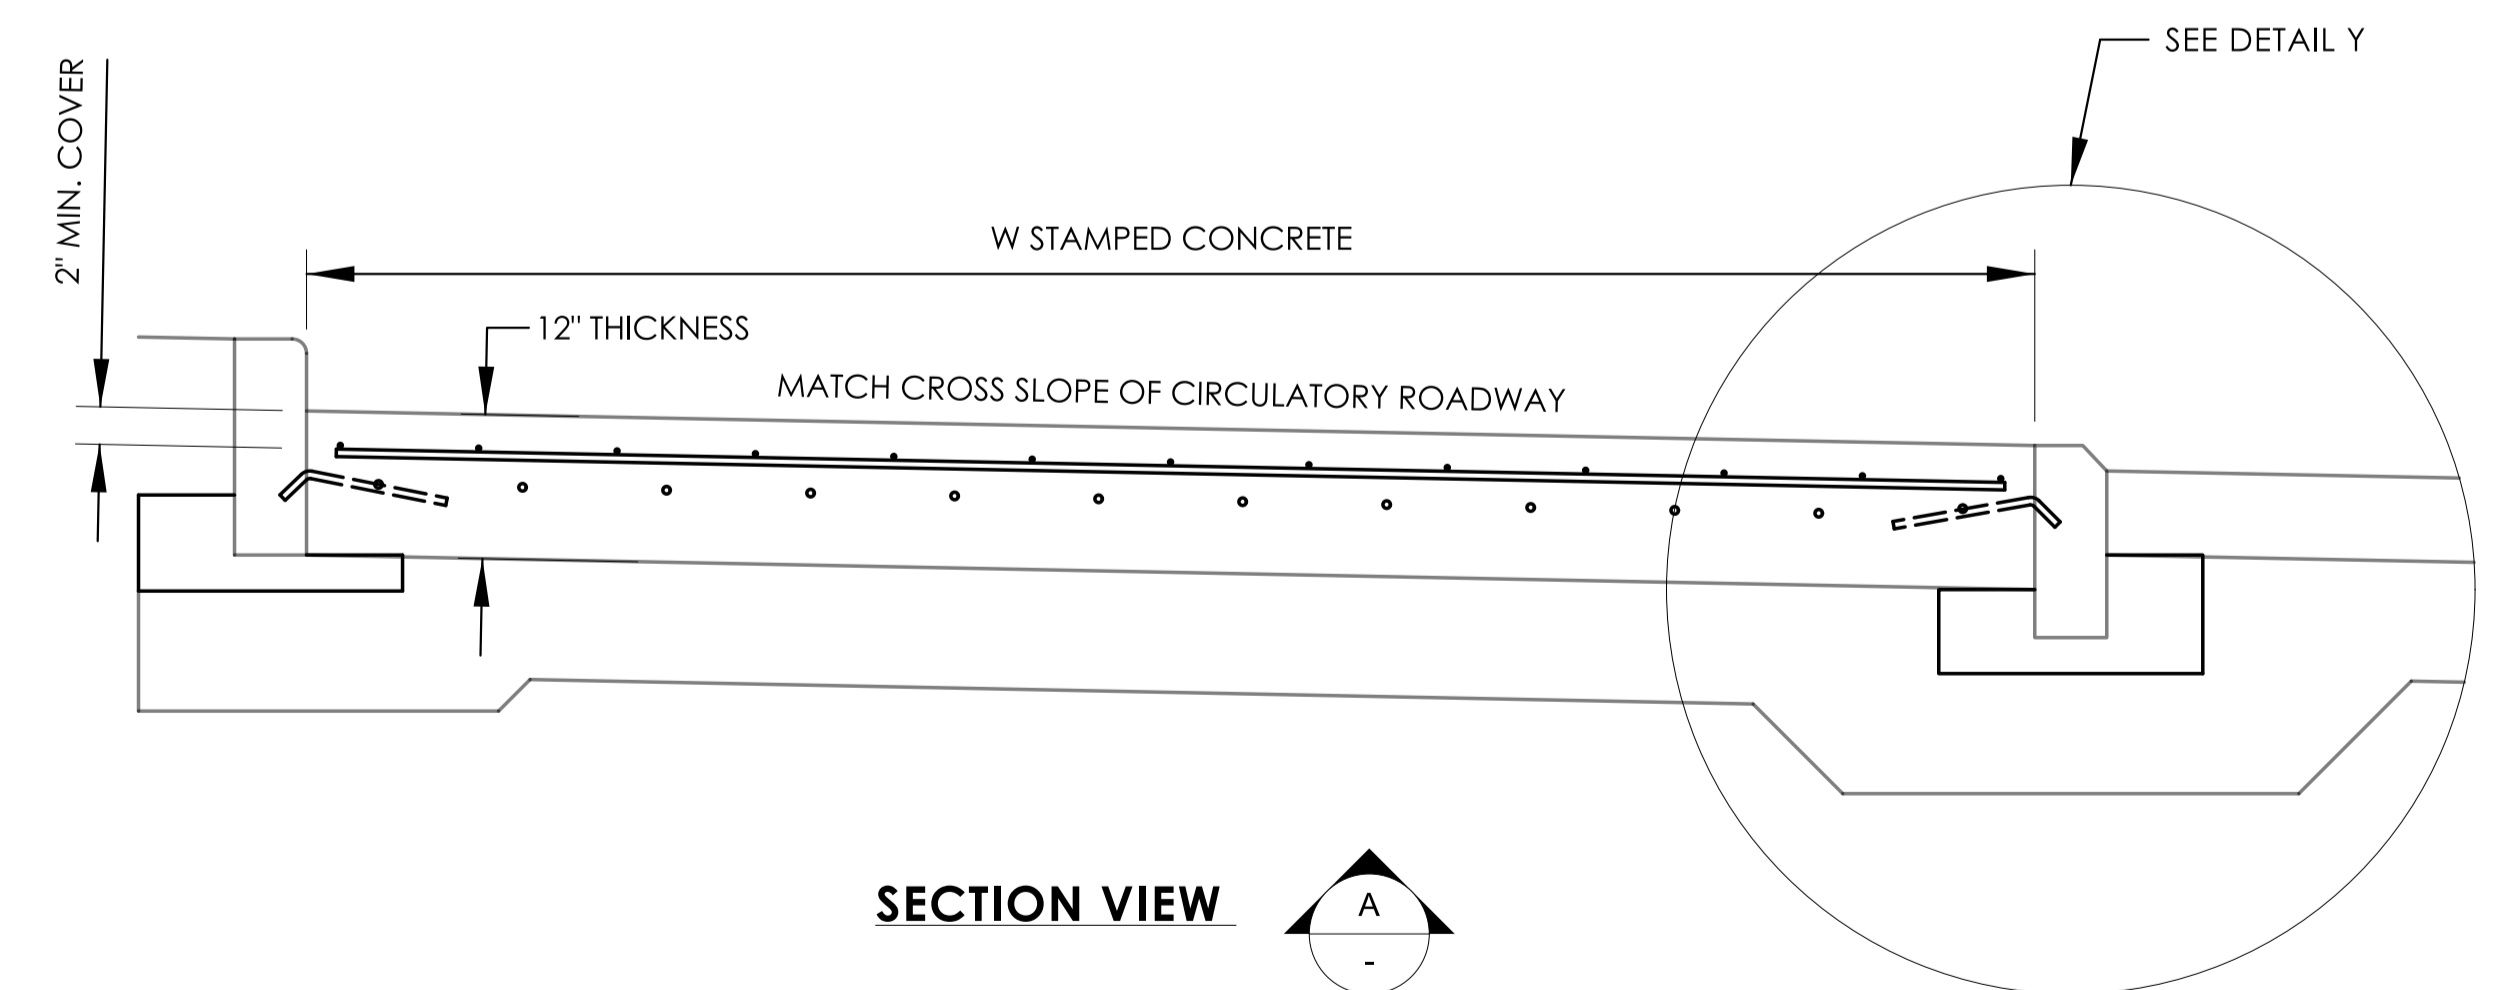 SEE DETAIL Y
2" MIN. COVER
W STAMPED CONCRETE
12" THICKNESS
MATCH CROSS SLOPE OF CIRCULATORY ROADWAY
SECTION VIEW
A
-